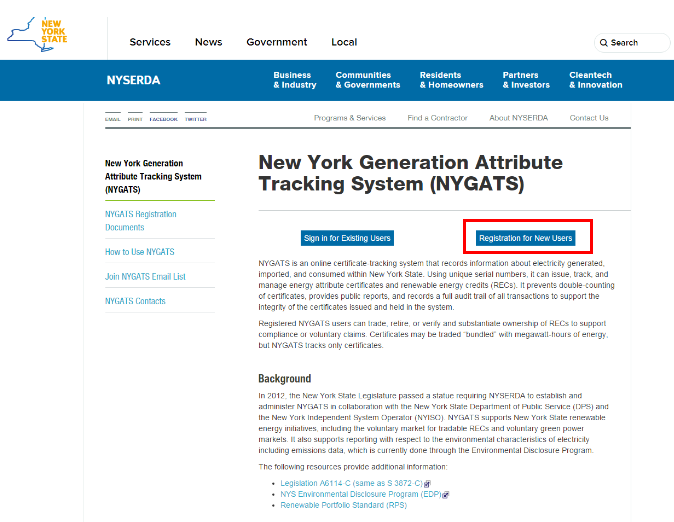 NEW
YORK
STATE
Services News Government Local
Search
NYSERDA
Business
& Industry
Communities
& Governments
Residents
& Homeowners
Partners
& Investors
Cleantech
& Innovation
EMAIL PRINT FACEBOOK TWITTER
Programs & Services Find a Contractor About NYSERDA Contact Us
New York Generation
Attribute Tracking System
(NYGATS)
NYGATS Registration
Documents
How to Use NYGATS
Join NYGATS Email List
NYGATS Contacts
New York Generation Attribute
Tracking System (NYGATS)
Sign in for Existing Users
Registration for New Users
NYGATS is an online certificate tracking system that records information about electricity generated,
imported, and consumed within New York State. Using unique serial numbers, it can issue, track, and
manage energy attribute certificates and renewable energy credits (RECs). It prevents double-counting
of certificates, provides public reports, and records a full audit trail of all transactions to support the
integrity of the certificates issued and held in the system.
Registered NYGATS users can trade, retire, or verify and substantiate ownership of RECs to support
compliance or voluntary claims. Certificates may be traded "bundled" with megawatt-hours of energy,
but NYGATS tracks only certificates.
Background
In 2012, the New York State Legislature passed a statue requiring NYSERDA to establish and
administer NYGATS in collaboration with the New York State Department of Public Service (DPS) and
the New York Independent System Operator (NYISO). NYGATS supports New York State renewable
energy initiatives, including the voluntary market for tradable RECs and voluntary green power
markets. It also supports reporting with respect to the environmental characteristics of electricity
including emissions data, which is currently done through the Environmental Disclosure Program.
The following resources provide additional information:
• Legislation A6114-C (same as S 3872-C)
• NYS Environmental Disclosure Program (EDP)
• Renewable Portfolio Standard (RPS)